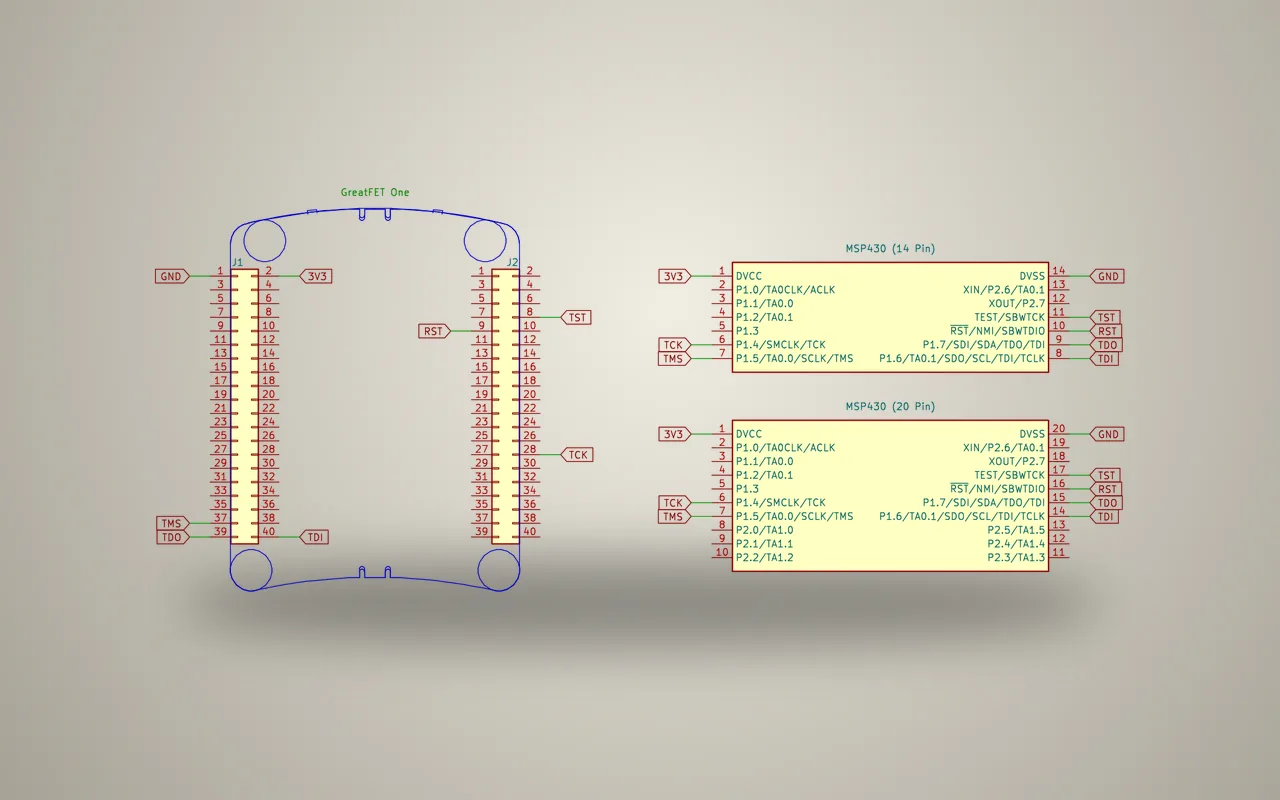 GreatFET One
J1
J2
GND 1 2 3V3
3 4
5 6
7 8
9 10
11 12
13 14
15 16
17 18
19 20
21 22
23 24
25 26
27 28
29 30
31 32
33 34
35 36
TMS 37 38
TDO 39 40 TDI
1 2
3 4
5 6
7 8 TST
RST 9 10
11 12
13 14
15 16
17 18
19 20
21 22
23 24
25 26
27 28 TCK
29 30
31 32
33 34
35 36
37 38
39 40
MSP430 (14 Pin)
3V3 1 DVCC DVSS 14 GND
2 P1.0/TA0CLK/ACLK XIN/P2.6/TA0.1 13
3 P1.1/TA0.0 XOUT/P2.7 12
4 P1.2/TA0.1 TEST/SBWTCK 11 TST
5 P1.3 RST/NMI/SBWTDIO 10 RST
TCK 6 P1.4/SMCLK/TCK P1.7/SDI/SDA/TDO/TDI 9 TDO
TMS 7 P1.5/TA0.0/SCLK/TMS P1.6/TA0.1/SDO/SCL/TDI/TCLK 8 TDI
MSP430 (20 Pin)
3V3 1 DVCC DVSS 20 GND
2 P1.0/TA0CLK/ACLK XIN/P2.6/TA0.1 19
3 P1.1/TA0.0 XOUT/P2.7 18
4 P1.2/TA0.1 TEST/SBWTCK 17 TST
5 P1.3 RST/NMI/SBWTDIO 16 RST
TCK 6 P1.4/SMCLK/TCK P1.7/SDI/SDA/TDO/TDI 15 TDO
TMS 7 P1.5/TA0.0/SCLK/TMS P1.6/TA0.1/SDO/SCL/TDI/TCLK 14 TDI
8 P2.0/TA1.0 P2.5/TA1.5 13
9 P2.1/TA1.1 P2.4/TA1.4 12
10 P2.2/TA1.2 P2.3/TA1.3 11